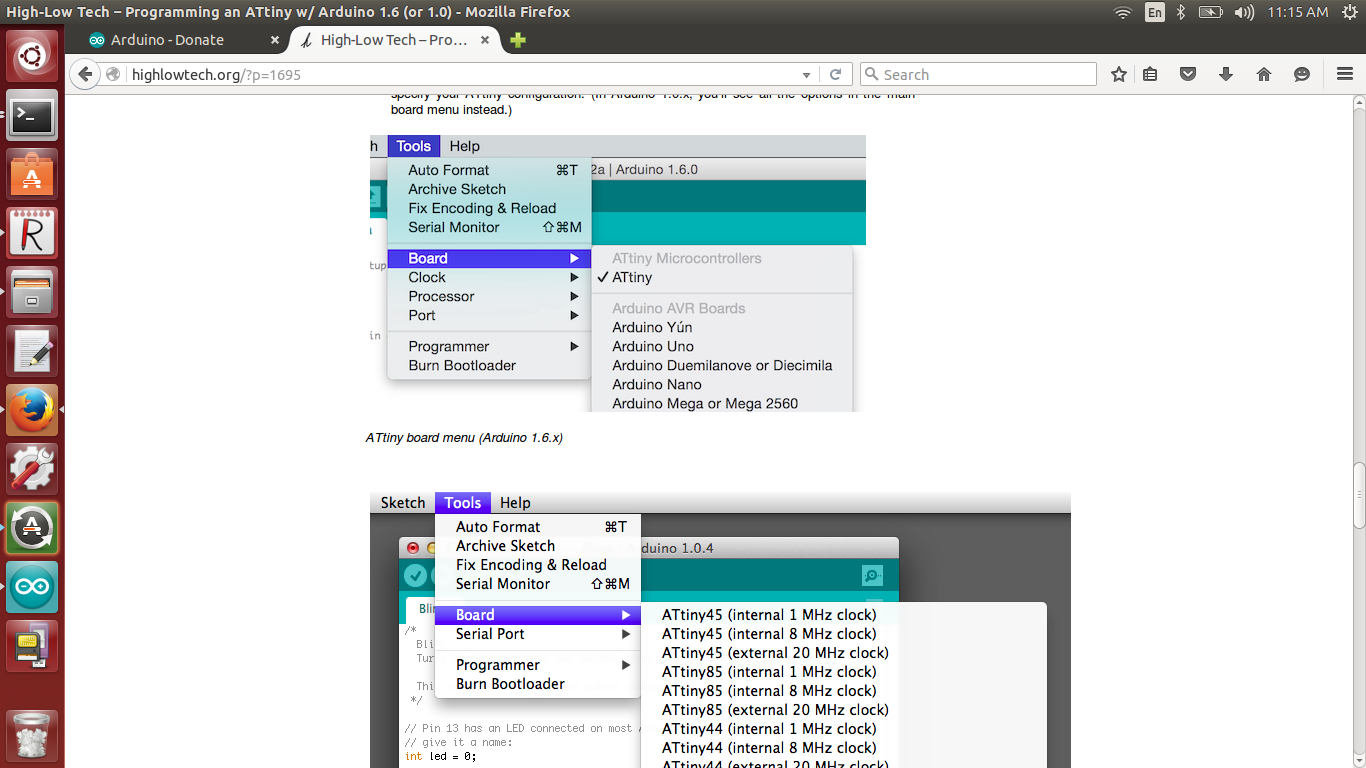 High-Low Tech – Programming an ATtiny w/ Arduino 1.6 (or 1.0) - Mozilla Firefox
En
11:15 AM
Arduino - Donate
High-Low Tech – Pro...
highlowtech.org/?p=1695
Search
specify your ATtiny configuration. (In Arduino 1.0.x, you'll see all the options in the main
board menu instead.)
h Tools Help
Auto Format ⌘T
2a | Arduino 1.6.0
Archive Sketch
Fix Encoding & Reload
Serial Monitor ⇧⌘M
Board
ATtiny Microcontrollers
Clock
✓ ATtiny
Processor
Arduino AVR Boards
Port
Arduino Yún
Programmer
Arduino Uno
Burn Bootloader
Arduino Duemilanove or Diecimila
Arduino Nano
Arduino Mega or Mega 2560
tup
in
ATtiny board menu (Arduino 1.6.x)
Sketch Tools Help
Auto Format ⌘T
Archive Sketch
duino 1.0.4
Fix Encoding & Reload
Serial Monitor ⇧⌘M
Board
ATtiny45 (internal 1 MHz clock)
Serial Port
ATtiny45 (internal 8 MHz clock)
ATtiny45 (external 20 MHz clock)
Programmer
ATtiny85 (internal 1 MHz clock)
Burn Bootloader
ATtiny85 (internal 8 MHz clock)
ATtiny85 (external 20 MHz clock)
ATtiny44 (internal 1 MHz clock)
ATtiny44 (internal 8 MHz clock)
ATtiny44 (external 20 MHz clock)
Bli
/*
Bli
Tur
Thi
*/
// Pin 13 has an LED connected on most A
// give it a name:
int led = 0;